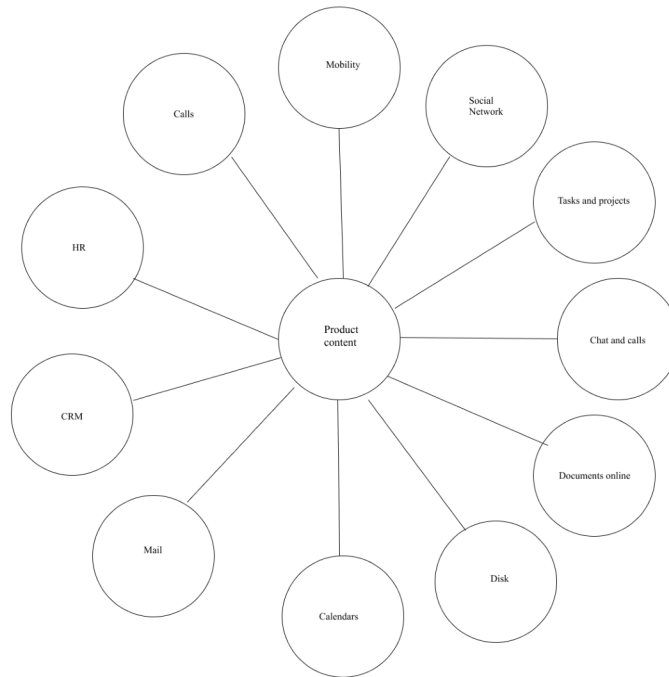 Mobility
Social
Network
Calls
Tasks and projects
HR
Product
content
Chat and calls
CRM
Documents online
Mail
Disk
Calendars